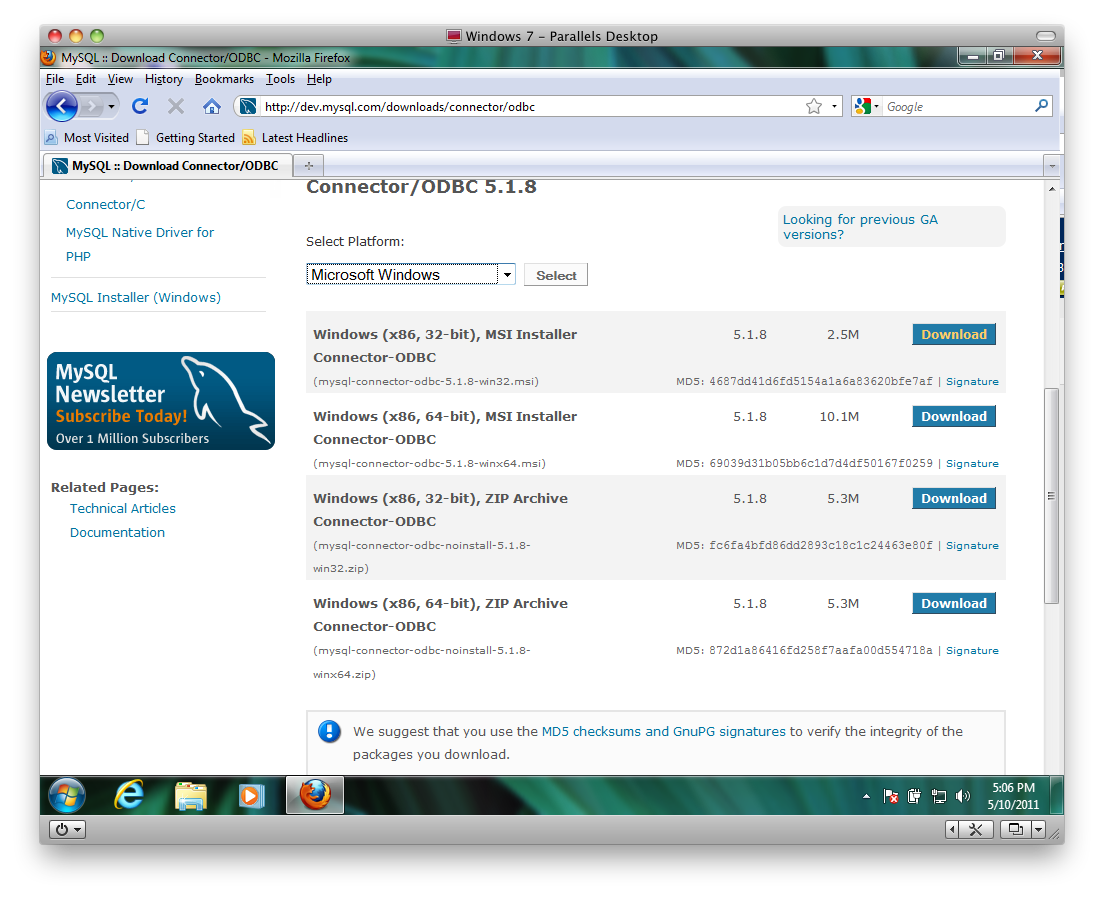 Windows 7 - Parallels Desktop
MySQL :: Download Connector/ODBC - Mozilla Firefox
File Edit View History Bookmarks Tools Help
http://dev.mysql.com/downloads/connector/odbc
Google
Most Visited Getting Started Latest Headlines
MySQL :: Download Connector/ODBC
Connector/C
MySQL Native Driver for
PHP
MySQL Installer (Windows)
MySQL
Newsletter
Subscribe Today!
Over 1 Million Subscribers
Related Pages:
Technical Articles
Documentation
Connector/ODBC 5.1.8
Looking for previous GA
versions?
Select Platform:
Microsoft Windows Select
Windows (x86, 32-bit), MSI Installer 5.1.8 2.5M Download
Connector-ODBC
(mysql-connector-odbc-5.1.8-win32.msi) MD5: 4687dd41d6fd5154a1a6a83620bfe7af | Signature
Windows (x86, 64-bit), MSI Installer 5.1.8 10.1M Download
Connector-ODBC
(mysql-connector-odbc-5.1.8-winx64.msi) MD5: 69039d31b05bb6c1d7d4df50167f0259 | Signature
Windows (x86, 32-bit), ZIP Archive 5.1.8 5.3M Download
Connector-ODBC
(mysql-connector-odbc-noinstall-5.1.8- MD5: fc6fa4bfd86dd2893c18c1c24463e80f | Signature
win32.zip)
Windows (x86, 64-bit), ZIP Archive 5.1.8 5.3M Download
Connector-ODBC
(mysql-connector-odbc-noinstall-5.1.8- MD5: 872d1a86416fd258f7aafa00d554718a | Signature
winx64.zip)
We suggest that you use the MD5 checksums and GnuPG signatures to verify the integrity of the
packages you download.
5:06 PM
5/10/2011